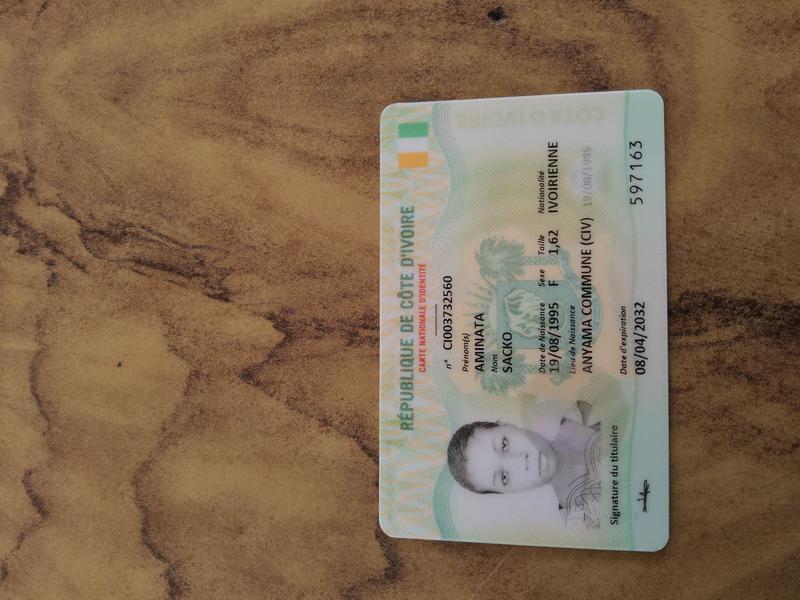 RÉPUBLIQUE DE CÔTE D'IVOIRE
CARTE NATIONALE D'IDENTITÉ
n° CI003732560
Prénom(s)
AMINATA
Nom
SACKO
Date de Naissance Sexe Taille Nationalité
19/08/1995 F 1,62 IVOIRIENNE
Lieu de Naissance
ANYAMA COMMUNE (CIV) 19/08/1995
CÔTE D'IVOIRE
Signature du titulaire
Date d'expiration
08/04/2032
597163